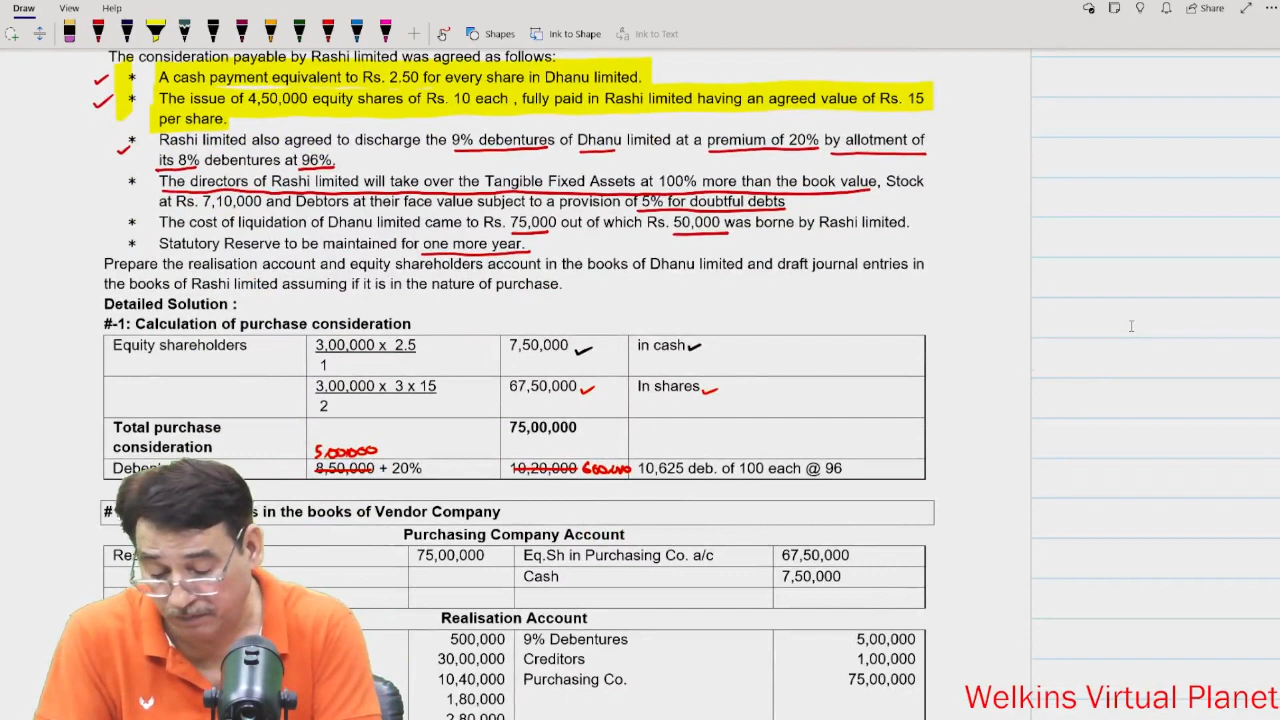 Draw View Help
Shapes Ink to Shape Ink to Text Share
The consideration payable by Rashi limited was agreed as follows:
* A cash payment equivalent to Rs. 2.50 for every share in Dhanu limited.
* The issue of 4,50,000 equity shares of Rs. 10 each , fully paid in Rashi limited having an agreed value of Rs. 15
per share.
* Rashi limited also agreed to discharge the 9% debentures of Dhanu limited at a premium of 20% by allotment of
its 8% debentures at 96%.
* The directors of Rashi limited will take over the Tangible Fixed Assets at 100% more than the book value, Stock
at Rs. 7,10,000 and Debtors at their face value subject to a provision of 5% for doubtful debts
* The cost of liquidation of Dhanu limited came to Rs. 75,000 out of which Rs. 50,000 was borne by Rashi limited.
* Statutory Reserve to be maintained for one more year.
Prepare the realisation account and equity shareholders account in the books of Dhanu limited and draft journal entries in
the books of Rashi limited assuming if it is in the nature of purchase.
Detailed Solution :
#-1: Calculation of purchase consideration
Equity shareholders 3,00,000 x 2.5 7,50,000 in cash
1
3,00,000 x 3 x 15 67,50,000 In shares
2
Total purchase 75,00,000
consideration
5,00,000
8,50,000 + 20% 10,20,000 600,000 10,625 deb. of 100 each @ 96
# in the books of Vendor Company
Purchasing Company Account
75,00,000 Eq.Sh in Purchasing Co. a/c 67,50,000
Cash 7,50,000
Realisation Account
500,000 9% Debentures 5,00,000
30,00,000 Creditors 1,00,000
10,40,000 Purchasing Co. 75,00,000
1,80,000
2,80,000
Welkins Virtual Planet